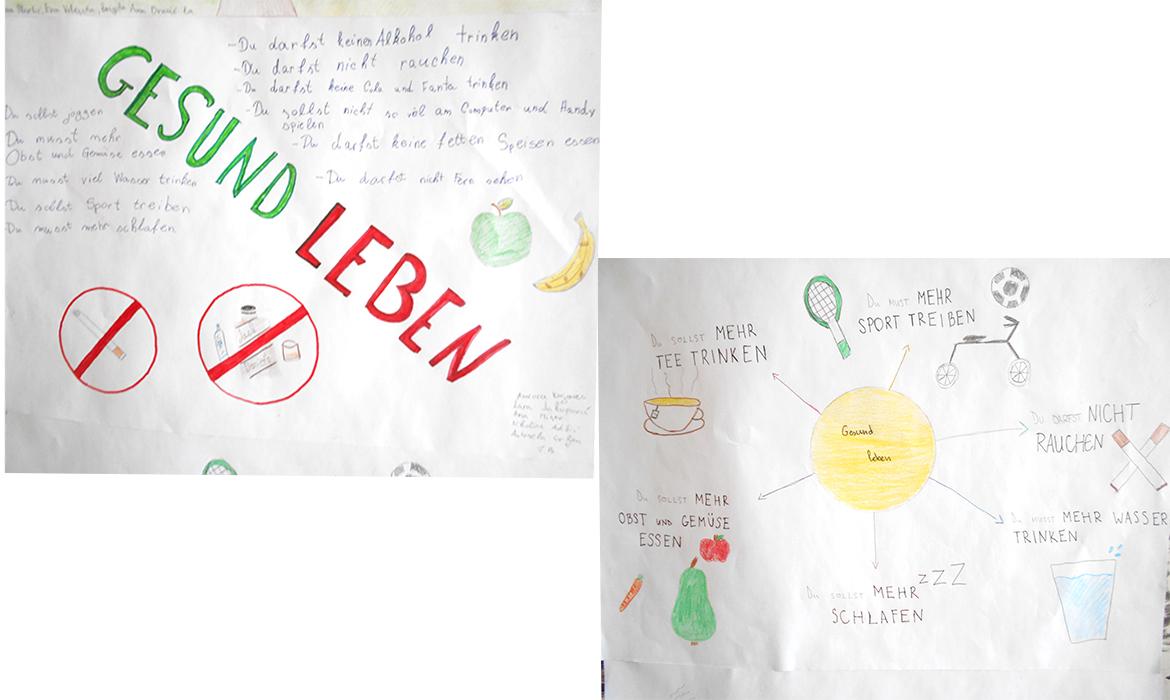 - Du darfst keinen Alkohol trinken
- Du darfst nicht rauchen
- Du darfst keine Cola und Fanta trinken
- Du sollst nicht so viel am Computer und Handy
spielen
- Du darfst keine fetten Speisen essen
- Du darfst nicht Fern sehen
Du sollst joggen
Du musst mehr
Obst und Gemüse essen
Du musst viel Wasser trinken
Du sollst Sport treiben
Du musst mehr schlafen
GESUND
LEBEN
Gesund
leben
DU SOLLST MEHR
TEE TRINKEN
DU MUST MEHR
SPORT TREIBEN
DU DARFST NICHT
RAUCHEN
DU MUSST MEHR WASSER
TRINKEN
DU SOLLST MEHR
SCHLAFEN
ZZZ
DU SOLLST MEHR
OBST UND GEMÜSE
ESSEN